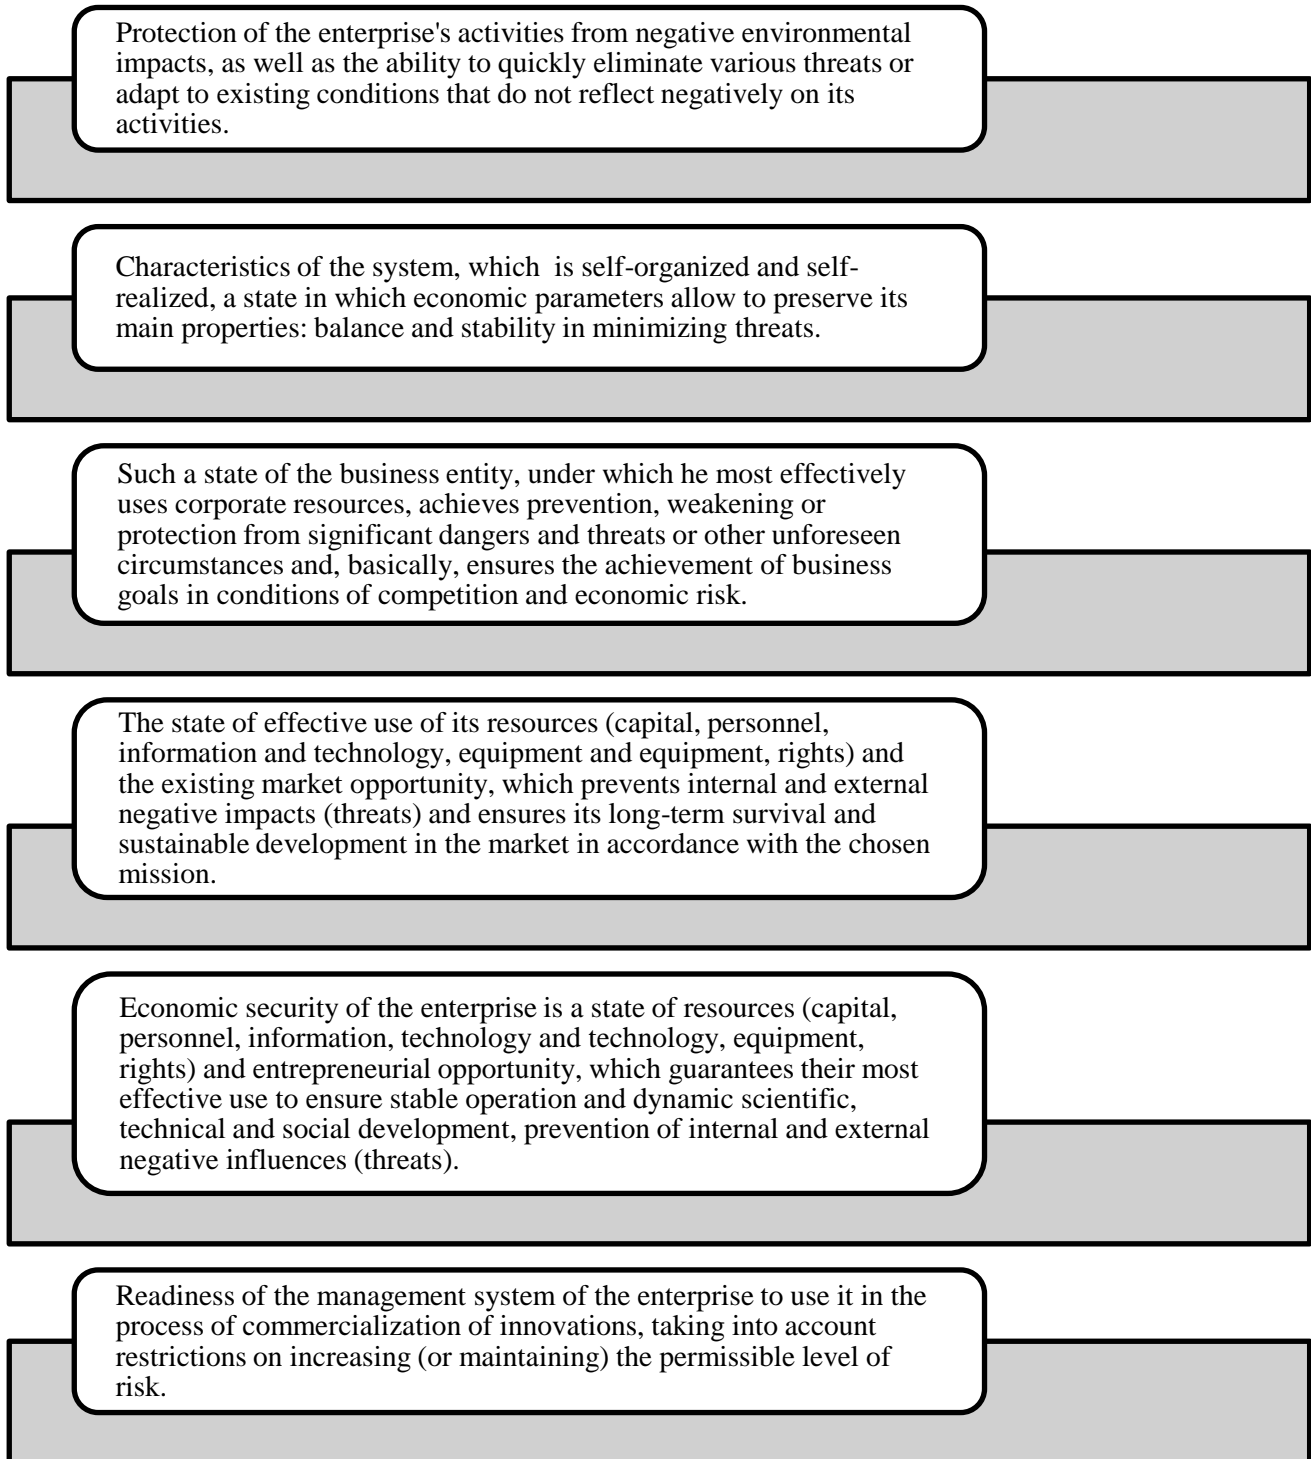 Protection of the enterprise's activities from negative environmental
impacts, as well as the ability to quickly eliminate various threats or
adapt to existing conditions that do not reflect negatively on its
activities.
Characteristics of the system, which  is self-organized and self-
realized, a state in which economic parameters allow to preserve its
main properties: balance and stability in minimizing threats.
Such a state of the business entity, under which he most effectively
uses corporate resources, achieves prevention, weakening or
protection from significant dangers and threats or other unforeseen
circumstances and, basically, ensures the achievement of business
goals in conditions of competition and economic risk.
The state of effective use of its resources (capital, personnel,
information and technology, equipment and equipment, rights) and
the existing market opportunity, which prevents internal and external
negative impacts (threats) and ensures its long-term survival and
sustainable development in the market in accordance with the chosen
mission.
Economic security of the enterprise is a state of resources (capital,
personnel, information, technology and technology, equipment,
rights) and entrepreneurial opportunity, which guarantees their most
effective use to ensure stable operation and dynamic scientific,
technical and social development, prevention of internal and external
negative influences (threats).
Readiness of the management system of the enterprise to use it in the
process of commercialization of innovations, taking into account
restrictions on increasing (or maintaining) the permissible level of
risk.